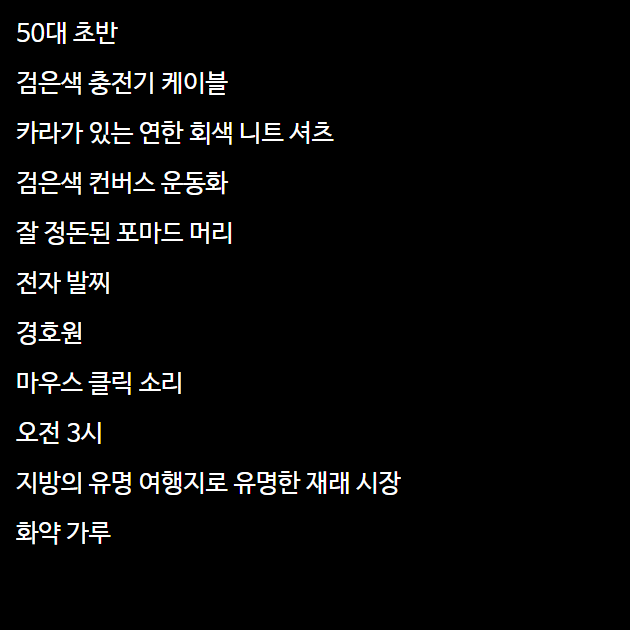 50대 초반
검은색 충전기 케이블
카라가 있는 연한 회색 니트 셔츠
검은색 컨버스 운동화
잘 정돈된 포마드 머리
전자 발찌
경호원
마우스 클릭 소리
오전 3시
지방의 유명 여행지로 유명한 재래 시장
화약 가루